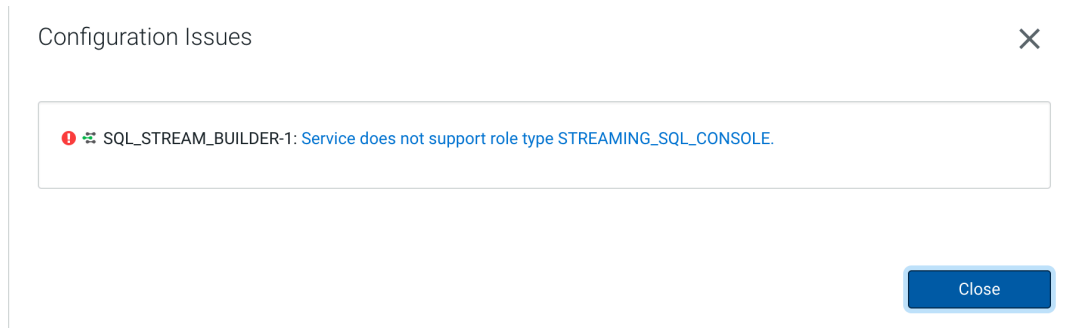 Configuration Issues
SQL_STREAM_BUILDER-1: Service does not support role type STREAMING_SQL_CONSOLE.
Close